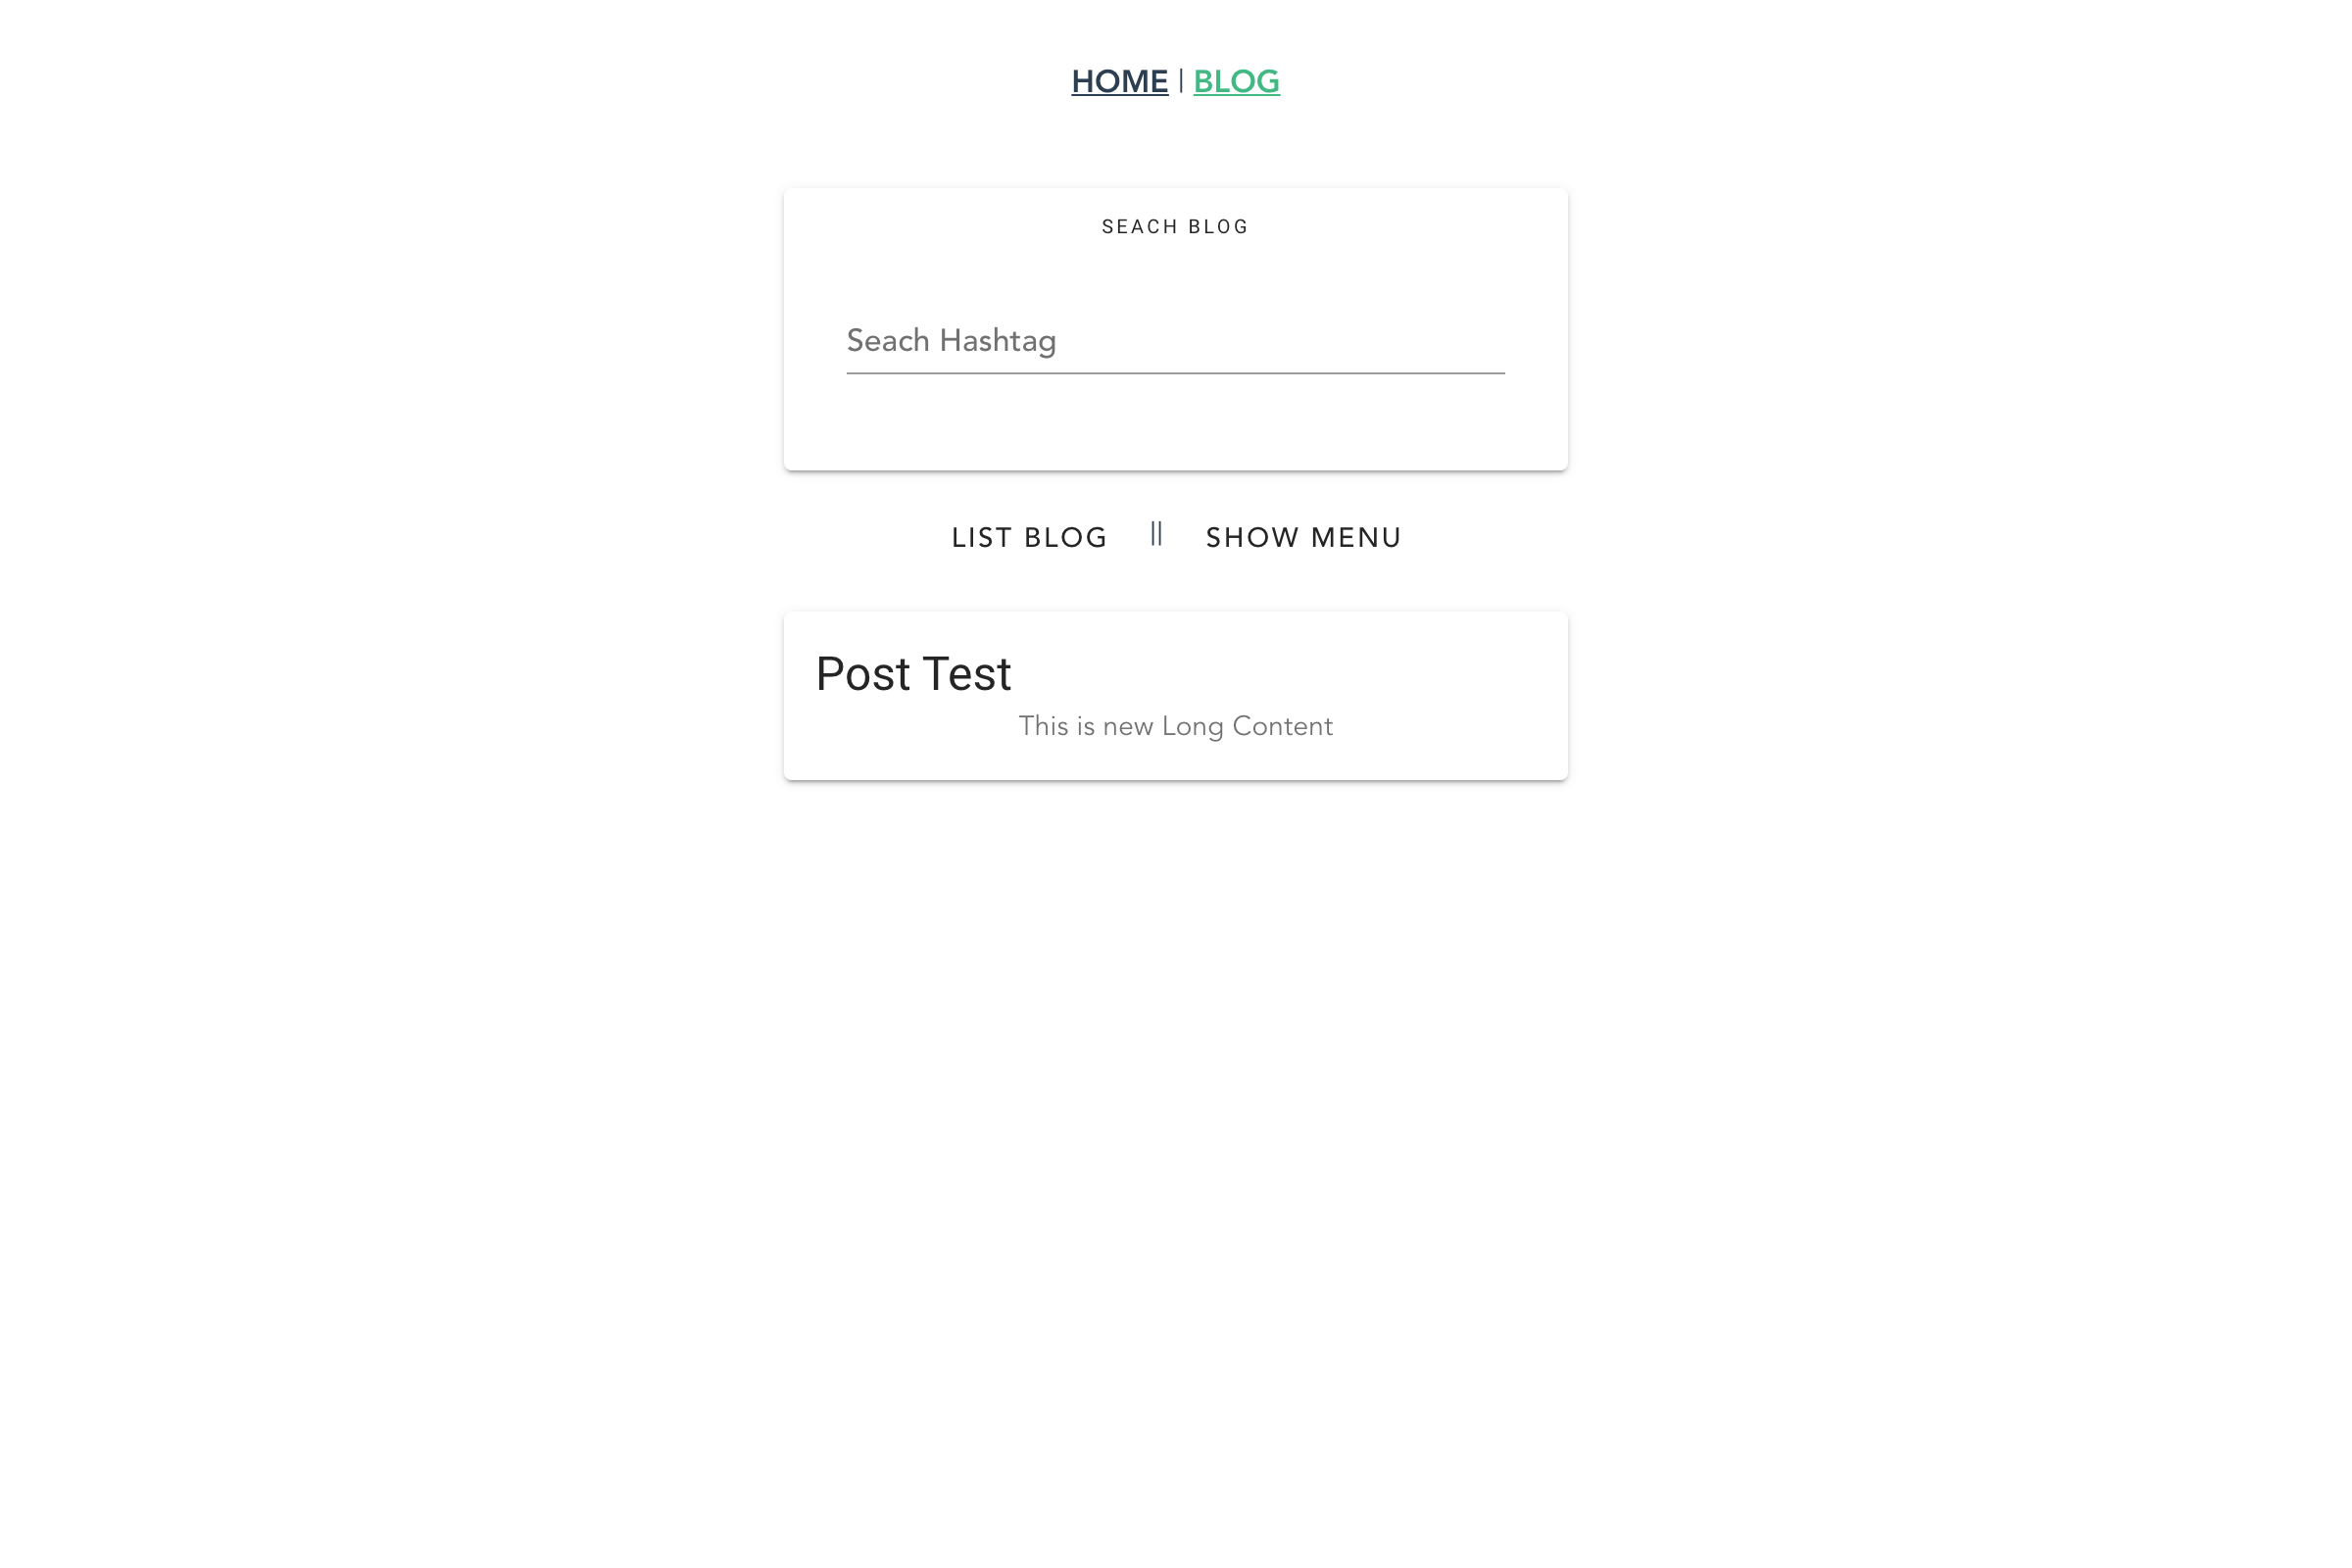 HOME | BLOG
SEACH BLOG
Seach Hashtag
LIST BLOG || SHOW MENU
Post Test
This is new Long Content